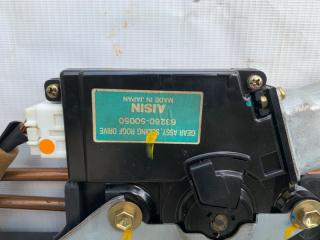 GEAR ASSY, SLIDING ROOF DRIVE
63260-50050
AISIN
MADE IN JAPAN